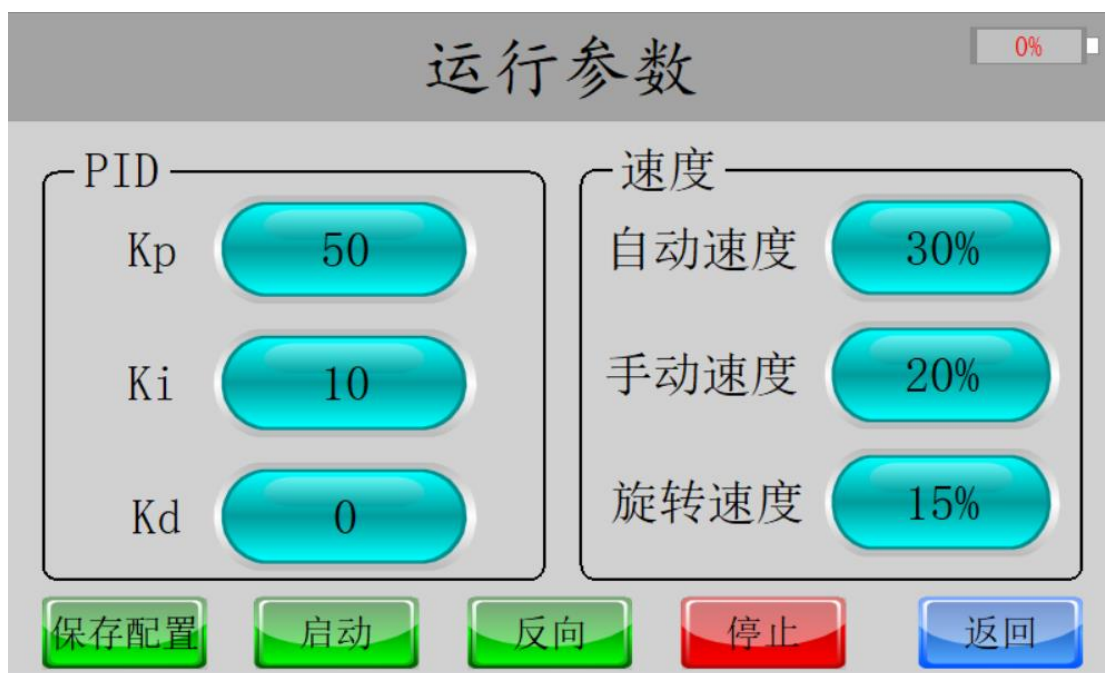 运行参数
0%
PID
Kp 50
Ki 10
Kd 0
速度
自动速度 30%
手动速度 20%
旋转速度 15%
保存配置 启动 反向 停止 返回